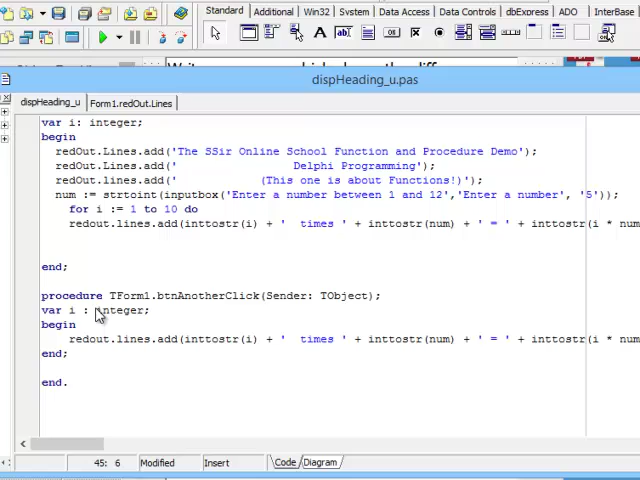 Standard Additional Win32 System Data Access Data Controls dbExpress ADO InterBase
dispHeading_u.pas
dispHeading_u Form1.redOut.Lines
var i: integer;
begin
redOut.Lines.add('The SSir Online School Function and Procedure Demo');
redOut.Lines.add(' Delphi Programming');
redOut.Lines.add(' (This one is about Functions!)');
num := strtoint(inputbox('Enter a number between 1 and 12','Enter a number', '5'));
for i := 1 to 10 do
redout.lines.add(inttostr(i) + ' times ' + inttostr(num) + ' = ' + inttostr(i * num
end;
procedure TForm1.btnAnotherClick(Sender: TObject);
var i : integer;
begin
redout.lines.add(inttostr(i) + ' times ' + inttostr(num) + ' = ' + inttostr(i * num
end;
end.
45: 6 Modified Insert Code Diagram